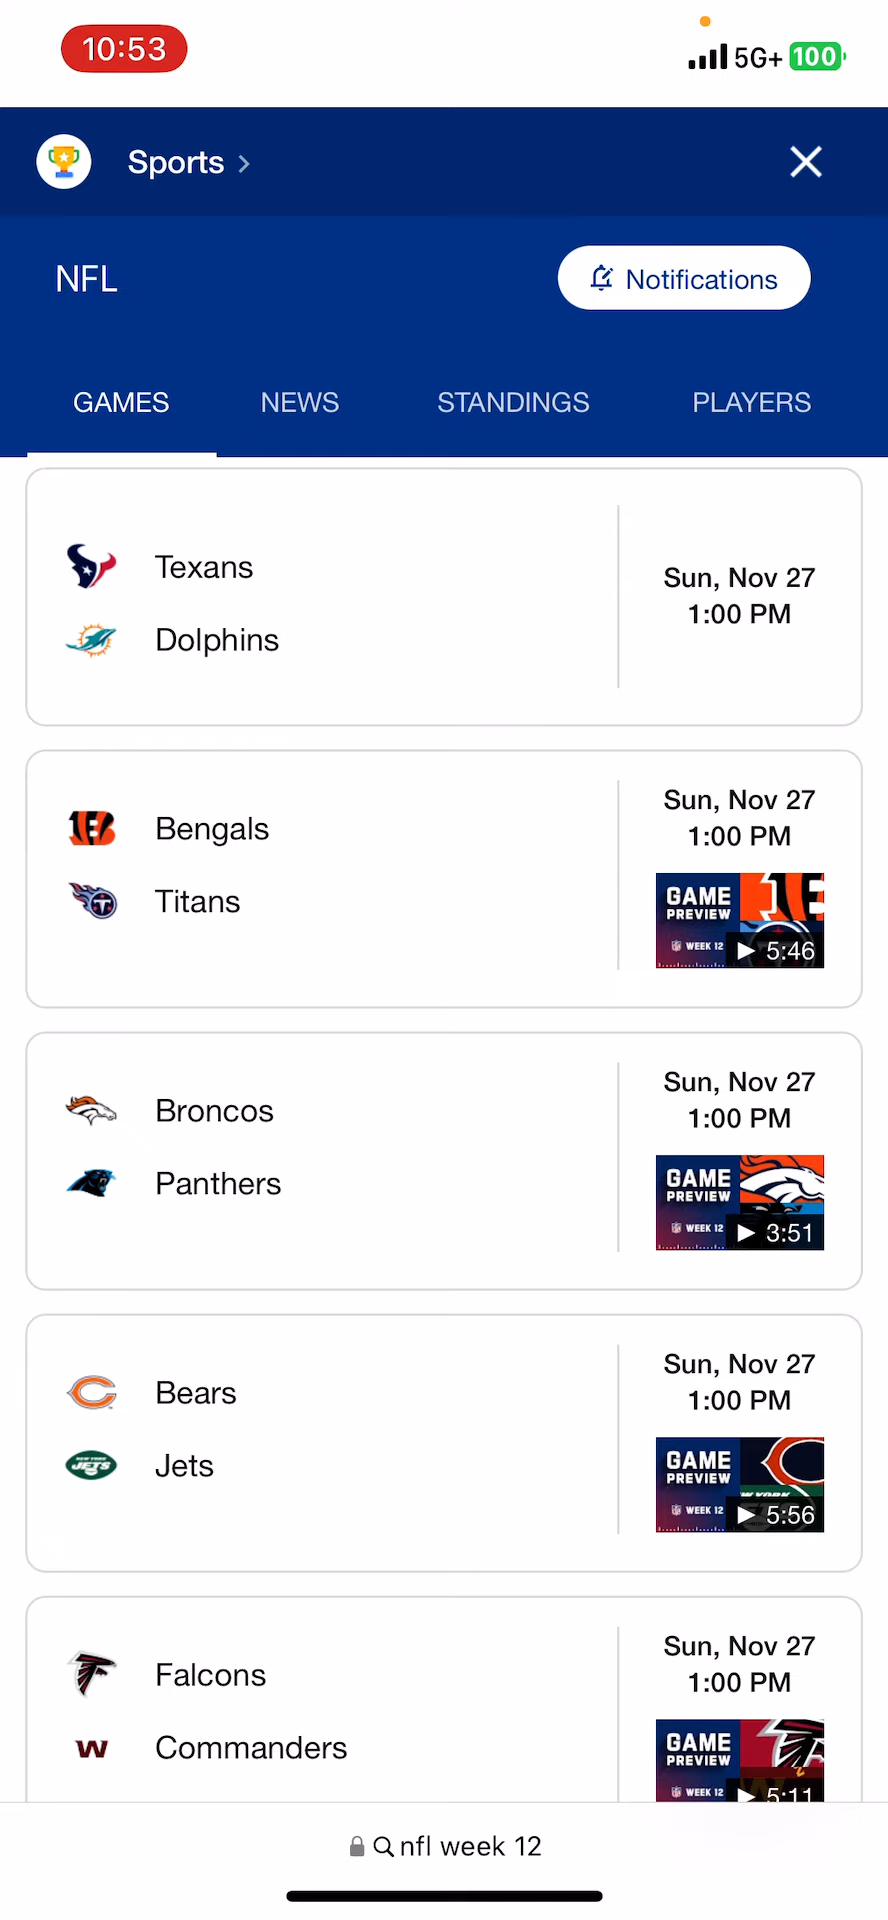 10:53
5G+ 100
Sports
NFL
Notifications
GAMES NEWS STANDINGS PLAYERS
Texans
Dolphins
Sun, Nov 27
1:00 PM
Bengals
Titans
Sun, Nov 27
1:00 PM
GAME
PREVIEW
WEEK 12
5:46
Broncos
Panthers
Sun, Nov 27
1:00 PM
GAME
PREVIEW
WEEK 12
3:51
Bears
Jets
JETS
Sun, Nov 27
1:00 PM
GAME
PREVIEW
WEEK 12
5:56
Falcons
W Commanders
Sun, Nov 27
1:00 PM
GAME
PREVIEW
WEEK 12
5:11
nfl week 12